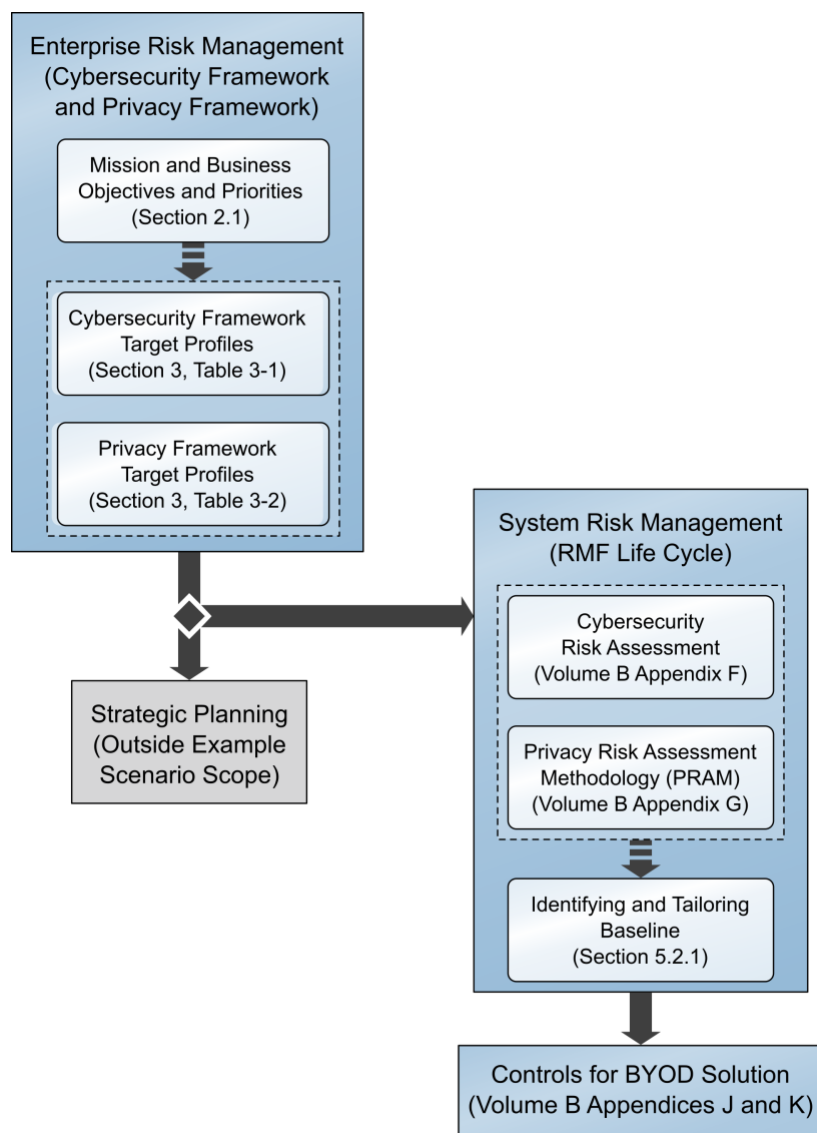 Enterprise Risk Management
(Cybersecurity Framework
and Privacy Framework)
Mission and Business
Objectives and Priorities
(Section 2.1)
Cybersecurity Framework
Target Profiles
(Section 3, Table 3-1)
Privacy Framework
Target Profiles
(Section 3, Table 3-2)
System Risk Management
(RMF Life Cycle)
Cybersecurity
Risk Assessment
(Volume B Appendix F)
Strategic Planning
(Outside Example
Scenario Scope)
Privacy Risk Assessment
Methodology (PRAM)
(Volume B Appendix G)
Identifying and Tailoring
Baseline
(Section 5.2.1)
Controls for BYOD Solution
(Volume B Appendices J and K)